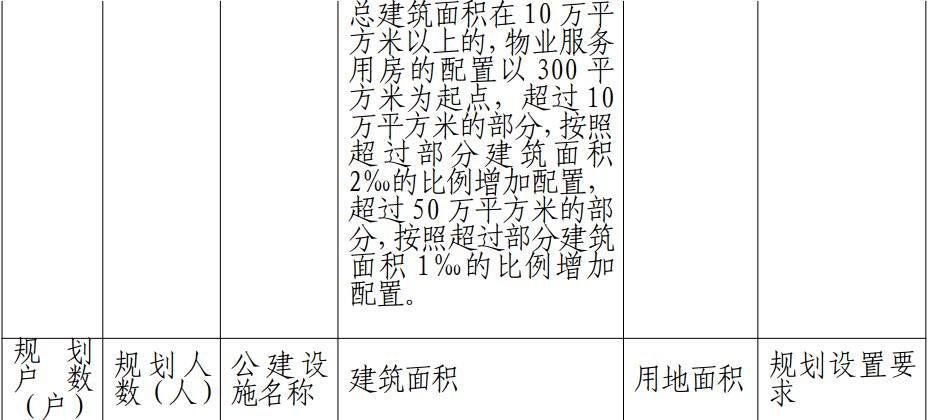 总建筑面积在 10 万平
方米以上的，物业服务
用房的配置以 300 平
方米为起点，超过 10
万平方米的部分，按照
超过部分建筑面积
2‰的比例增加配置，
超过 50 万平方米的部
分，按照超过部分建筑
面积 1‰的比例增加
配置。
规划
户数
（户）
规划人
数（人）
公建设
施名称
建筑面积
用地面积
规划设置要
求